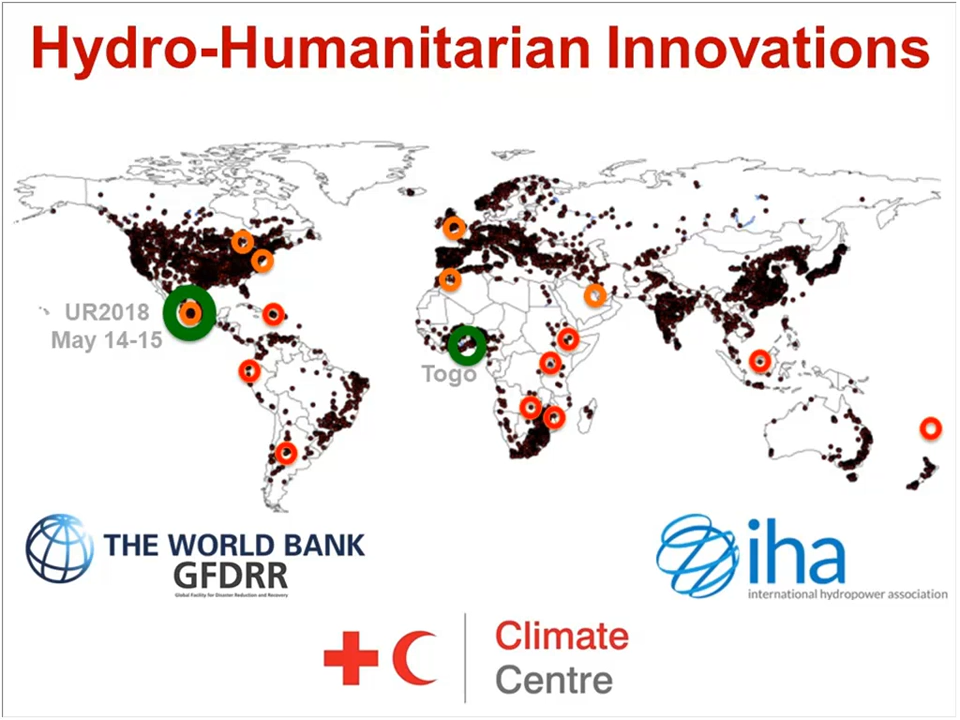 Hydro-Humanitarian Innovations
UR2018
May 14-15
Togo
THE WORLD BANK
GFDRR
Global Facility for Disaster Reduction and Recovery
iha
international hydropower association
Climate
Centre